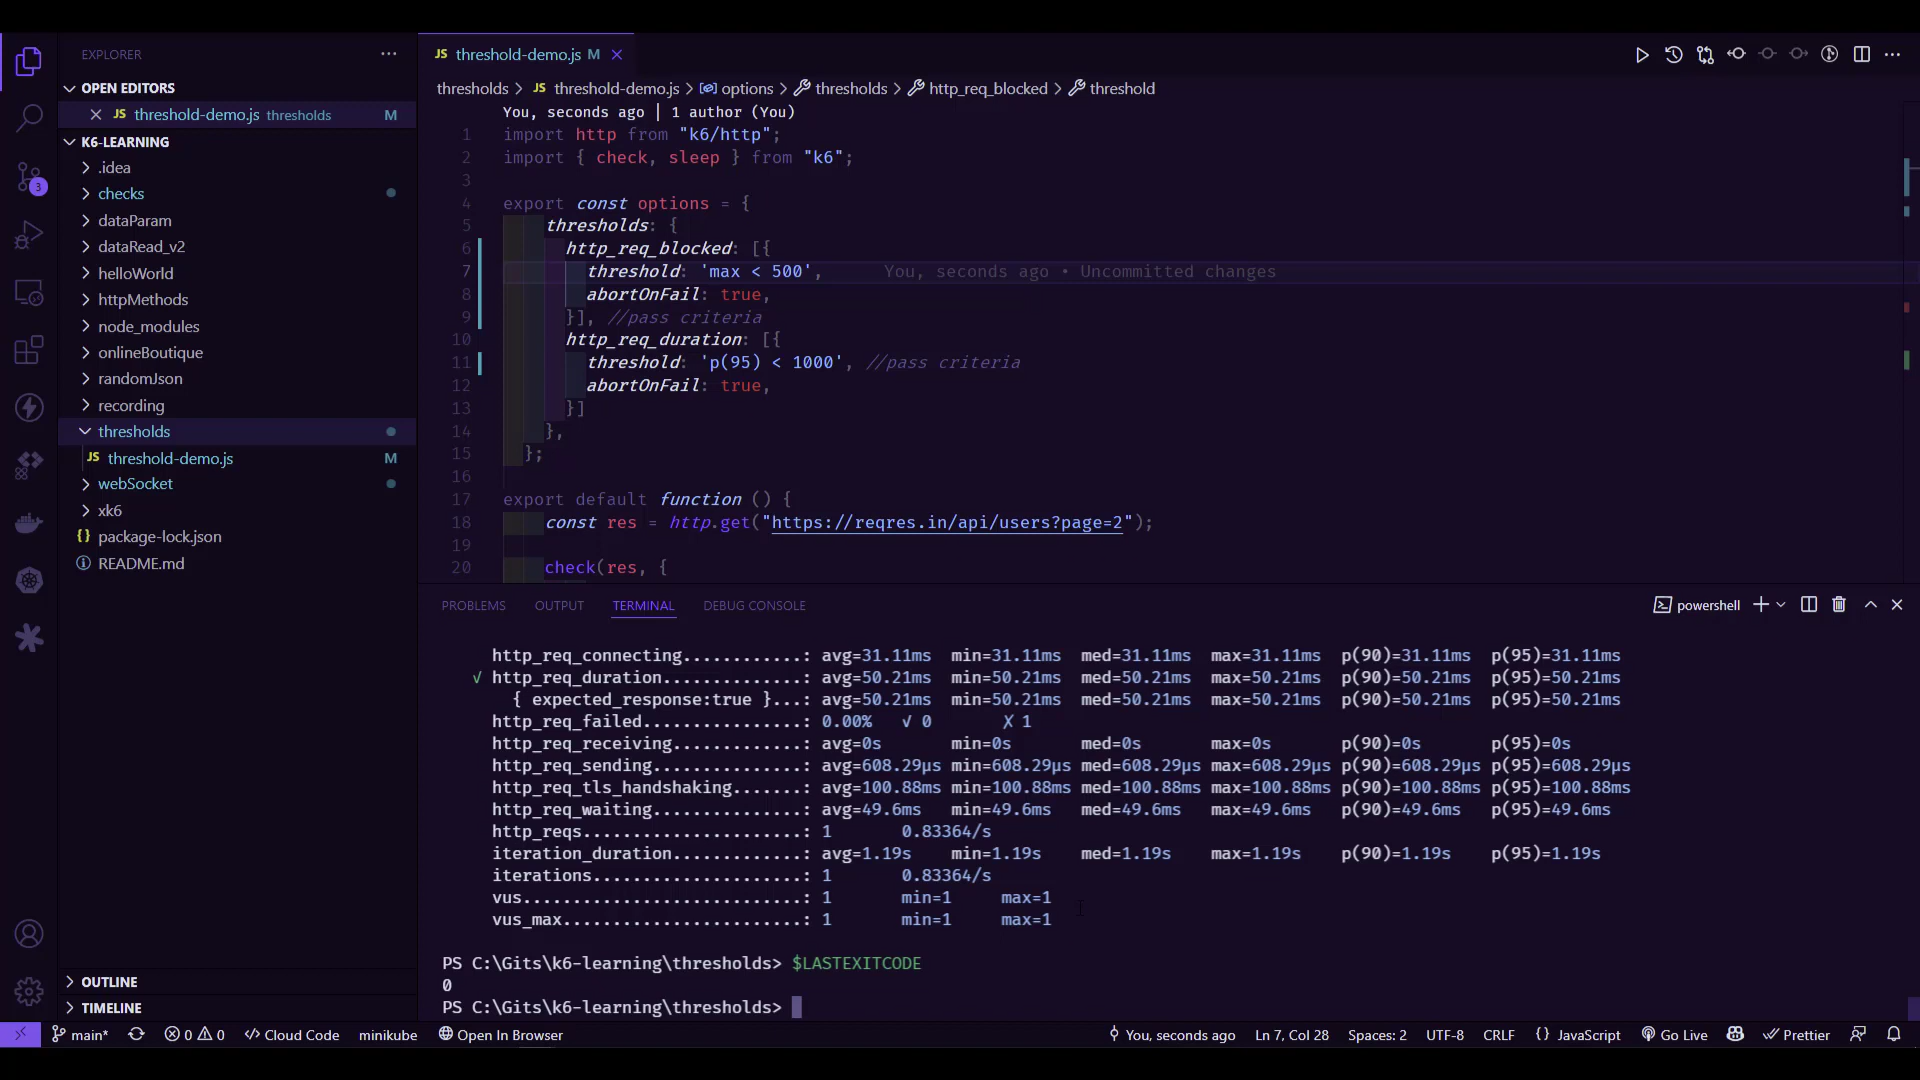 EXPLORER
OPEN EDITORS
threshold-demo.js thresholds M
K6-LEARNING
.idea
checks
dataParam
dataRead_v2
helloWorld
httpMethods
node_modules
onlineBoutique
randomJson
recording
thresholds
JS threshold-demo.js M
webSocket
xk6
{} package-lock.json
README.md
OUTLINE
TIMELINE
3
JS threshold-demo.js M
thresholds > JS threshold-demo.js > options > thresholds > http_req_blocked > threshold
You, seconds ago | 1 author (You)
1 import http from "k6/http";
2 import { check, sleep } from "k6";
3
4 export const options = {
5 thresholds: {
6 http_req_blocked: [{
7 threshold: 'max < 500', You, seconds ago • Uncommitted changes
8 abortOnFail: true,
9 }], //pass criteria
10 http_req_duration: [{
11 threshold: 'p(95) < 1000', //pass criteria
12 abortOnFail: true,
13 }]
14 },
15 };
16
17 export default function () {
18 const res = http.get("https://reqres.in/api/users?page=2");
19
20 check(res, {
PROBLEMS OUTPUT TERMINAL DEBUG CONSOLE powershell
http_req_connecting............: avg=31.11ms min=31.11ms med=31.11ms max=31.11ms p(90)=31.11ms p(95)=31.11ms
√ http_req_duration..............: avg=50.21ms min=50.21ms med=50.21ms max=50.21ms p(90)=50.21ms p(95)=50.21ms
{ expected_response:true }...: avg=50.21ms min=50.21ms med=50.21ms max=50.21ms p(90)=50.21ms p(95)=50.21ms
http_req_failed................: 0.00% √ 0 X 1
http_req_receiving.............: avg=0s min=0s med=0s max=0s p(90)=0s p(95)=0s
http_req_sending...............: avg=608.29µs min=608.29µs med=608.29µs max=608.29µs p(90)=608.29µs p(95)=608.29µs
http_req_tls_handshaking.......: avg=100.88ms min=100.88ms med=100.88ms max=100.88ms p(90)=100.88ms p(95)=100.88ms
http_req_waiting...............: avg=49.6ms min=49.6ms med=49.6ms max=49.6ms p(90)=49.6ms p(95)=49.6ms
http_reqs......................: 1 0.83364/s
iteration_duration.............: avg=1.19s min=1.19s med=1.19s max=1.19s p(90)=1.19s p(95)=1.19s
iterations.....................: 1 0.83364/s
vus............................: 1 min=1 max=1
vus_max........................: 1 min=1 max=1
PS C:\Gits\k6-learning\thresholds> $LASTEXITCODE
0
PS C:\Gits\k6-learning\thresholds>
main* 0 0 Cloud Code minikube Open In Browser You, seconds ago Ln 7, Col 28 Spaces: 2 UTF-8 CRLF {} JavaScript Go Live Prettier